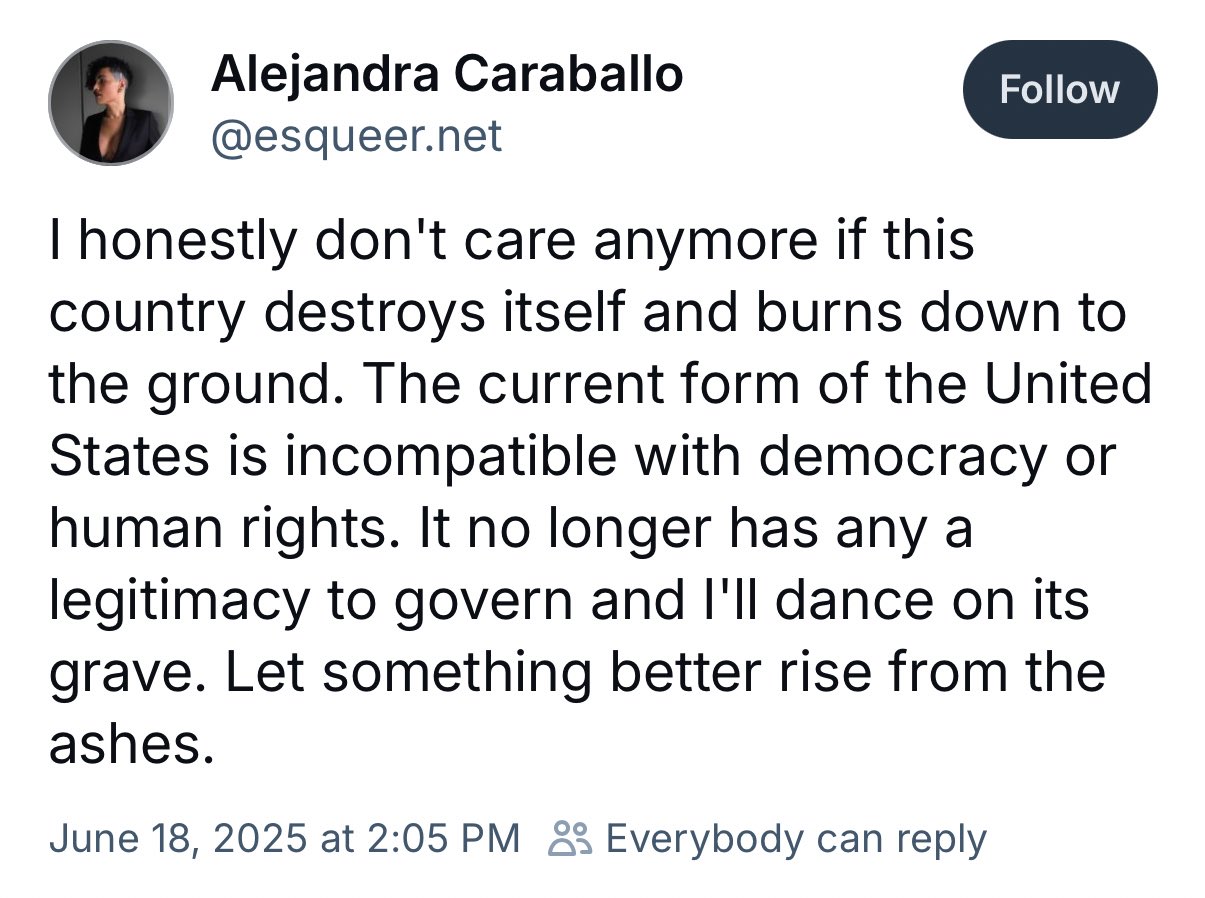 Alejandra Caraballo
@esqueer.net
Follow
I honestly don't care anymore if this
country destroys itself and burns down to
the ground. The current form of the United
States is incompatible with democracy or
human rights. It no longer has any a
legitimacy to govern and I'll dance on its
grave. Let something better rise from the
ashes.
June 18, 2025 at 2:05 PM Everybody can reply